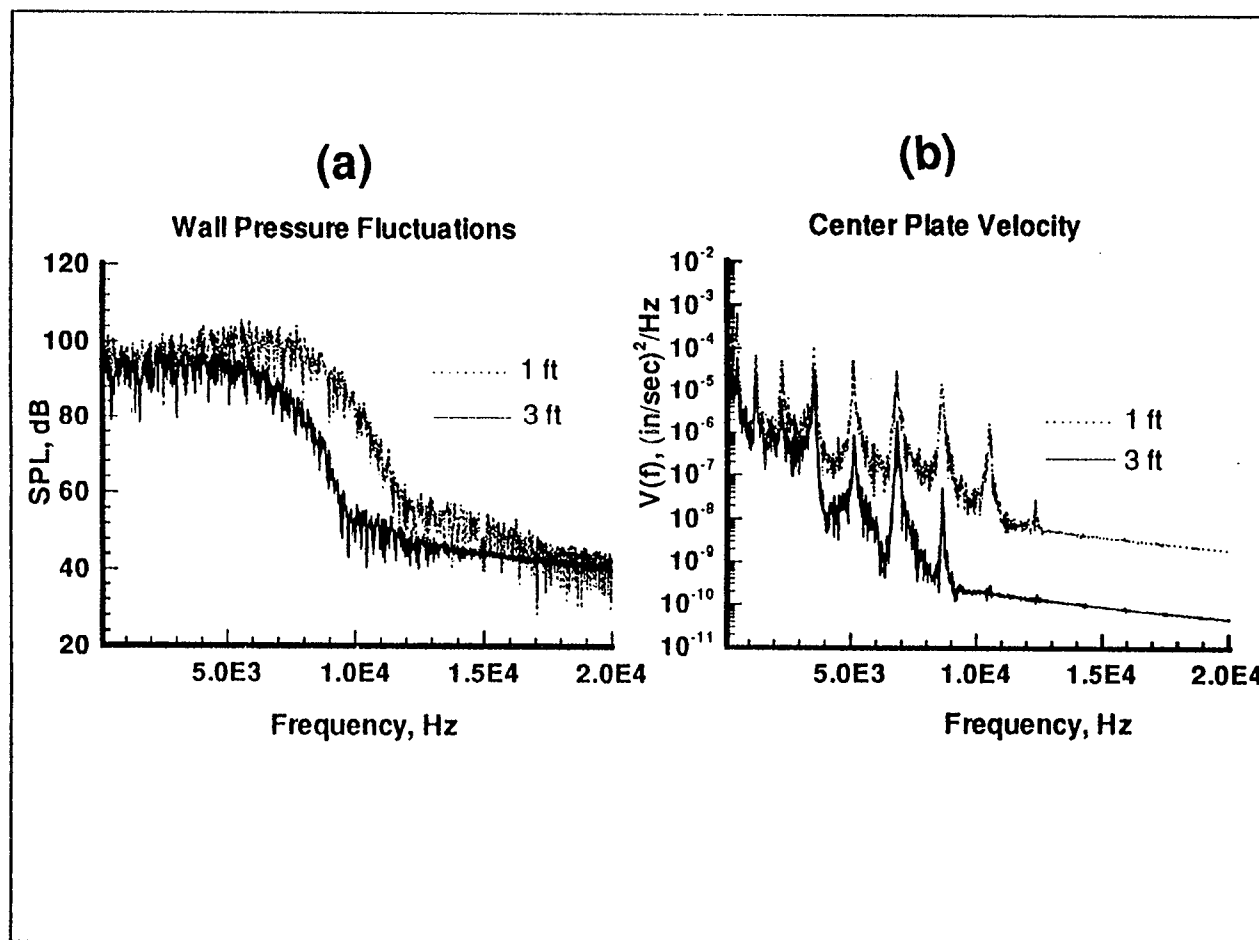 (a)
Wall Pressure Fluctuations
SPL, dB
120
100
80
60
40
20
1 ft
3 ft
5.0E3 1.0E4 1.5E4 2.0E4
Frequency, Hz
(b)
Center Plate Velocity
V(f), (in/sec)²/Hz
10⁻²
10⁻³
10⁻⁴
10⁻⁵
10⁻⁶
10⁻⁷
10⁻⁸
10⁻⁹
10⁻¹⁰
10⁻¹¹
1 ft
3 ft
5.0E3 1.0E4 1.5E4 2.0E4
Frequency, Hz